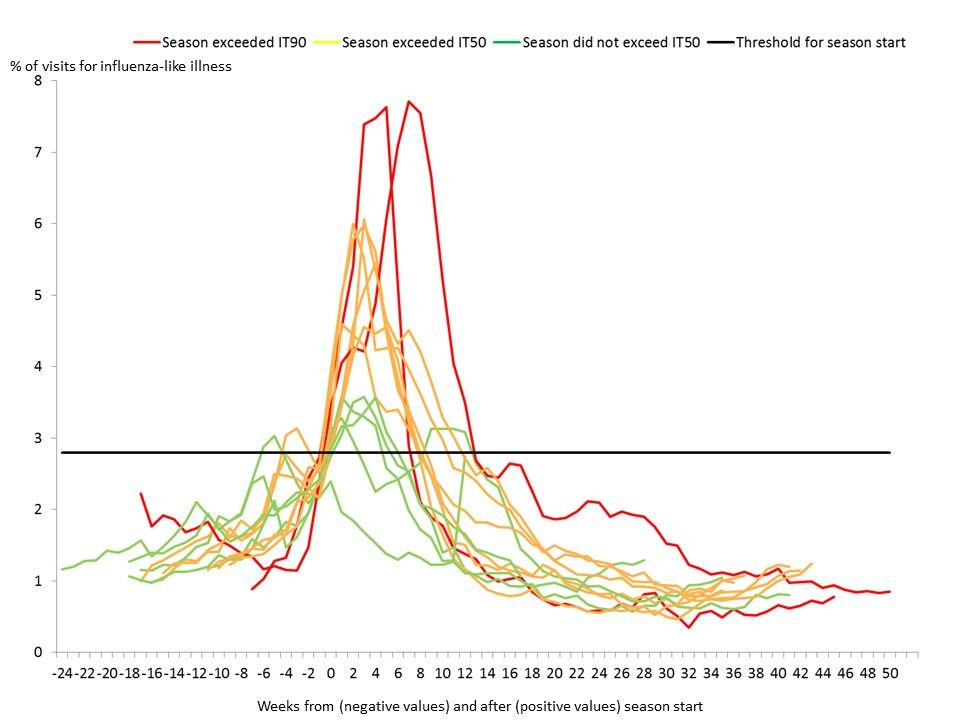 Season exceeded IT90 Season exceeded IT50 Season did not exceed IT50 Threshold for season start
% of visits for influenza-like illness
8
7
6
5
4
3
2
1
0
-24 -22 -20 -18 -16 -14 -12 -10 -8 -6 -4 -2 0 2 4 6 8 10 12 14 16 18 20 22 24 26 28 30 32 34 36 38 40 42 44 46 48 50
Weeks from (negative values) and after (positive values) season start